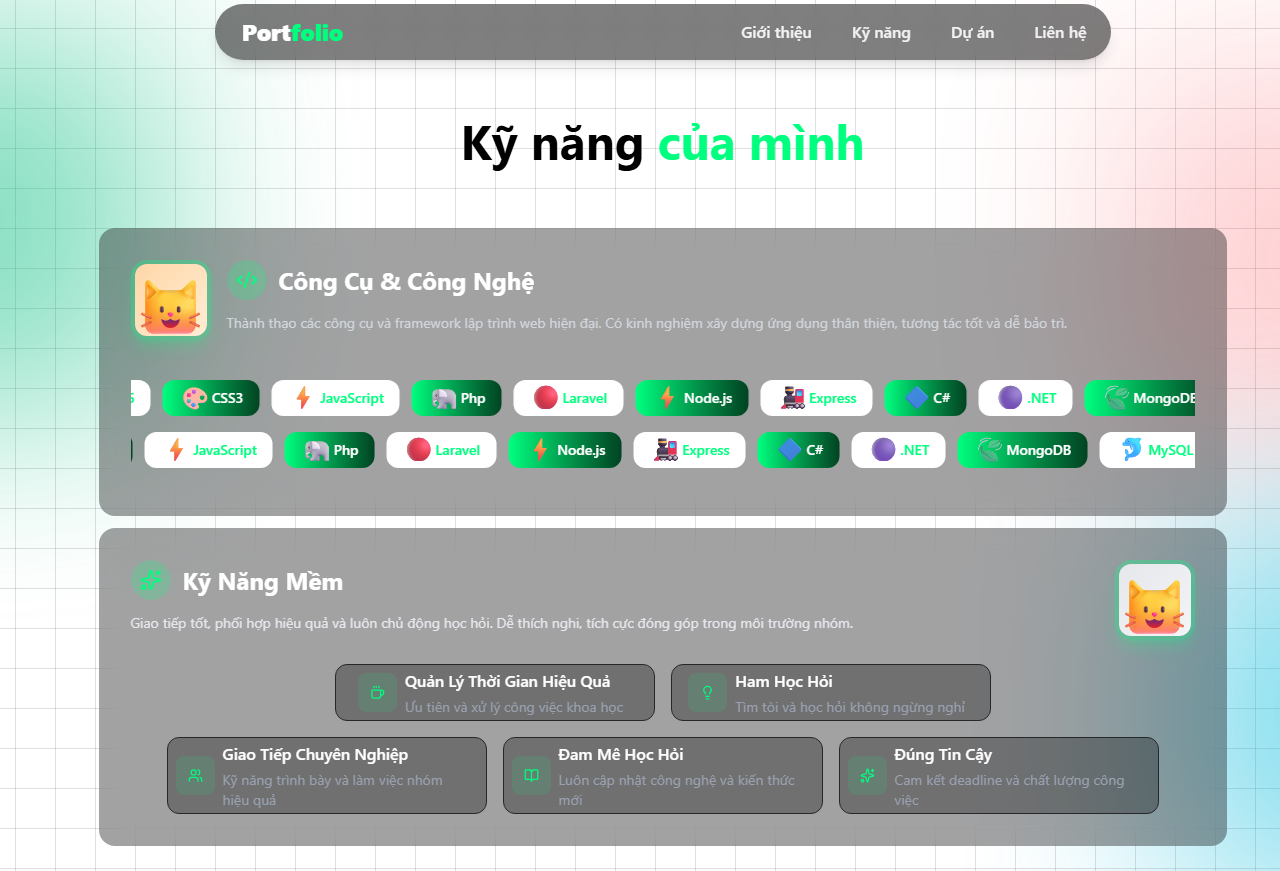 Portfolio
Giới thiệu
Kỹ năng
Dự án
Liên hệ
Kỹ năng của mình
Công Cụ & Công Nghệ
Thành thạo các công cụ và framework lập trình web hiện đại. Có kinh nghiệm xây dựng ứng dụng thân thiện, tương tác tốt và dễ bảo trì.
CSS3 JavaScript Php Laravel Node.js Express C# .NET MongoDB
JavaScript Php Laravel Node.js Express C# .NET MongoDB MySQL
Kỹ Năng Mềm
Giao tiếp tốt, phối hợp hiệu quả và luôn chủ động học hỏi. Dễ thích nghi, tích cực đóng góp trong môi trường nhóm.
Quản Lý Thời Gian Hiệu Quả
Ưu tiên và xử lý công việc khoa học
Ham Học Hỏi
Tìm tòi và học hỏi không ngừng nghỉ
Giao Tiếp Chuyên Nghiệp
Kỹ năng trình bày và làm việc nhóm
hiệu quả
Đam Mê Học Hỏi
Luôn cập nhật công nghệ và kiến thức
mới
Đúng Tin Cậy
Cam kết deadline và chất lượng công
việc